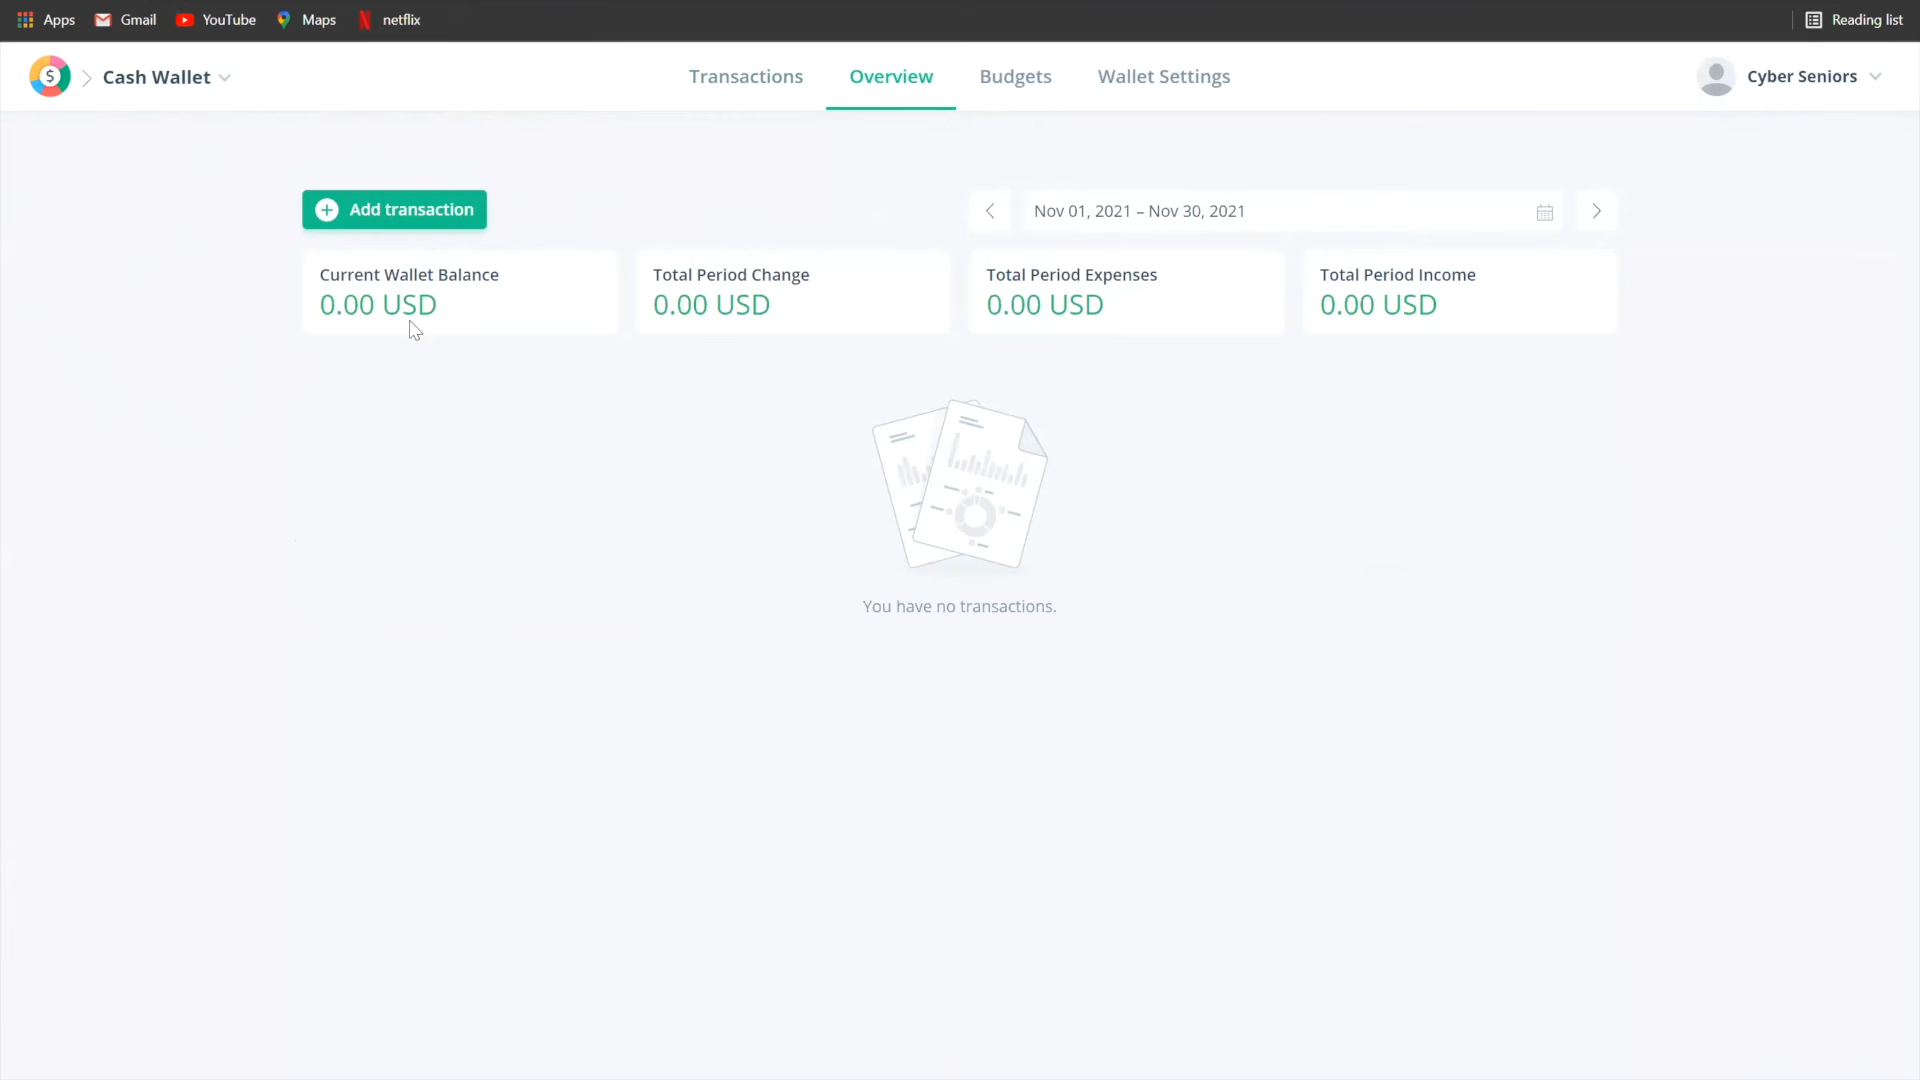 Apps Gmail YouTube Maps netflix Reading list
$ Cash Wallet Transactions Overview Budgets Wallet Settings Cyber Seniors
Add transaction Nov 01, 2021 – Nov 30, 2021
Current Wallet Balance Total Period Change Total Period Expenses Total Period Income
0.00 USD 0.00 USD 0.00 USD 0.00 USD
You have no transactions.